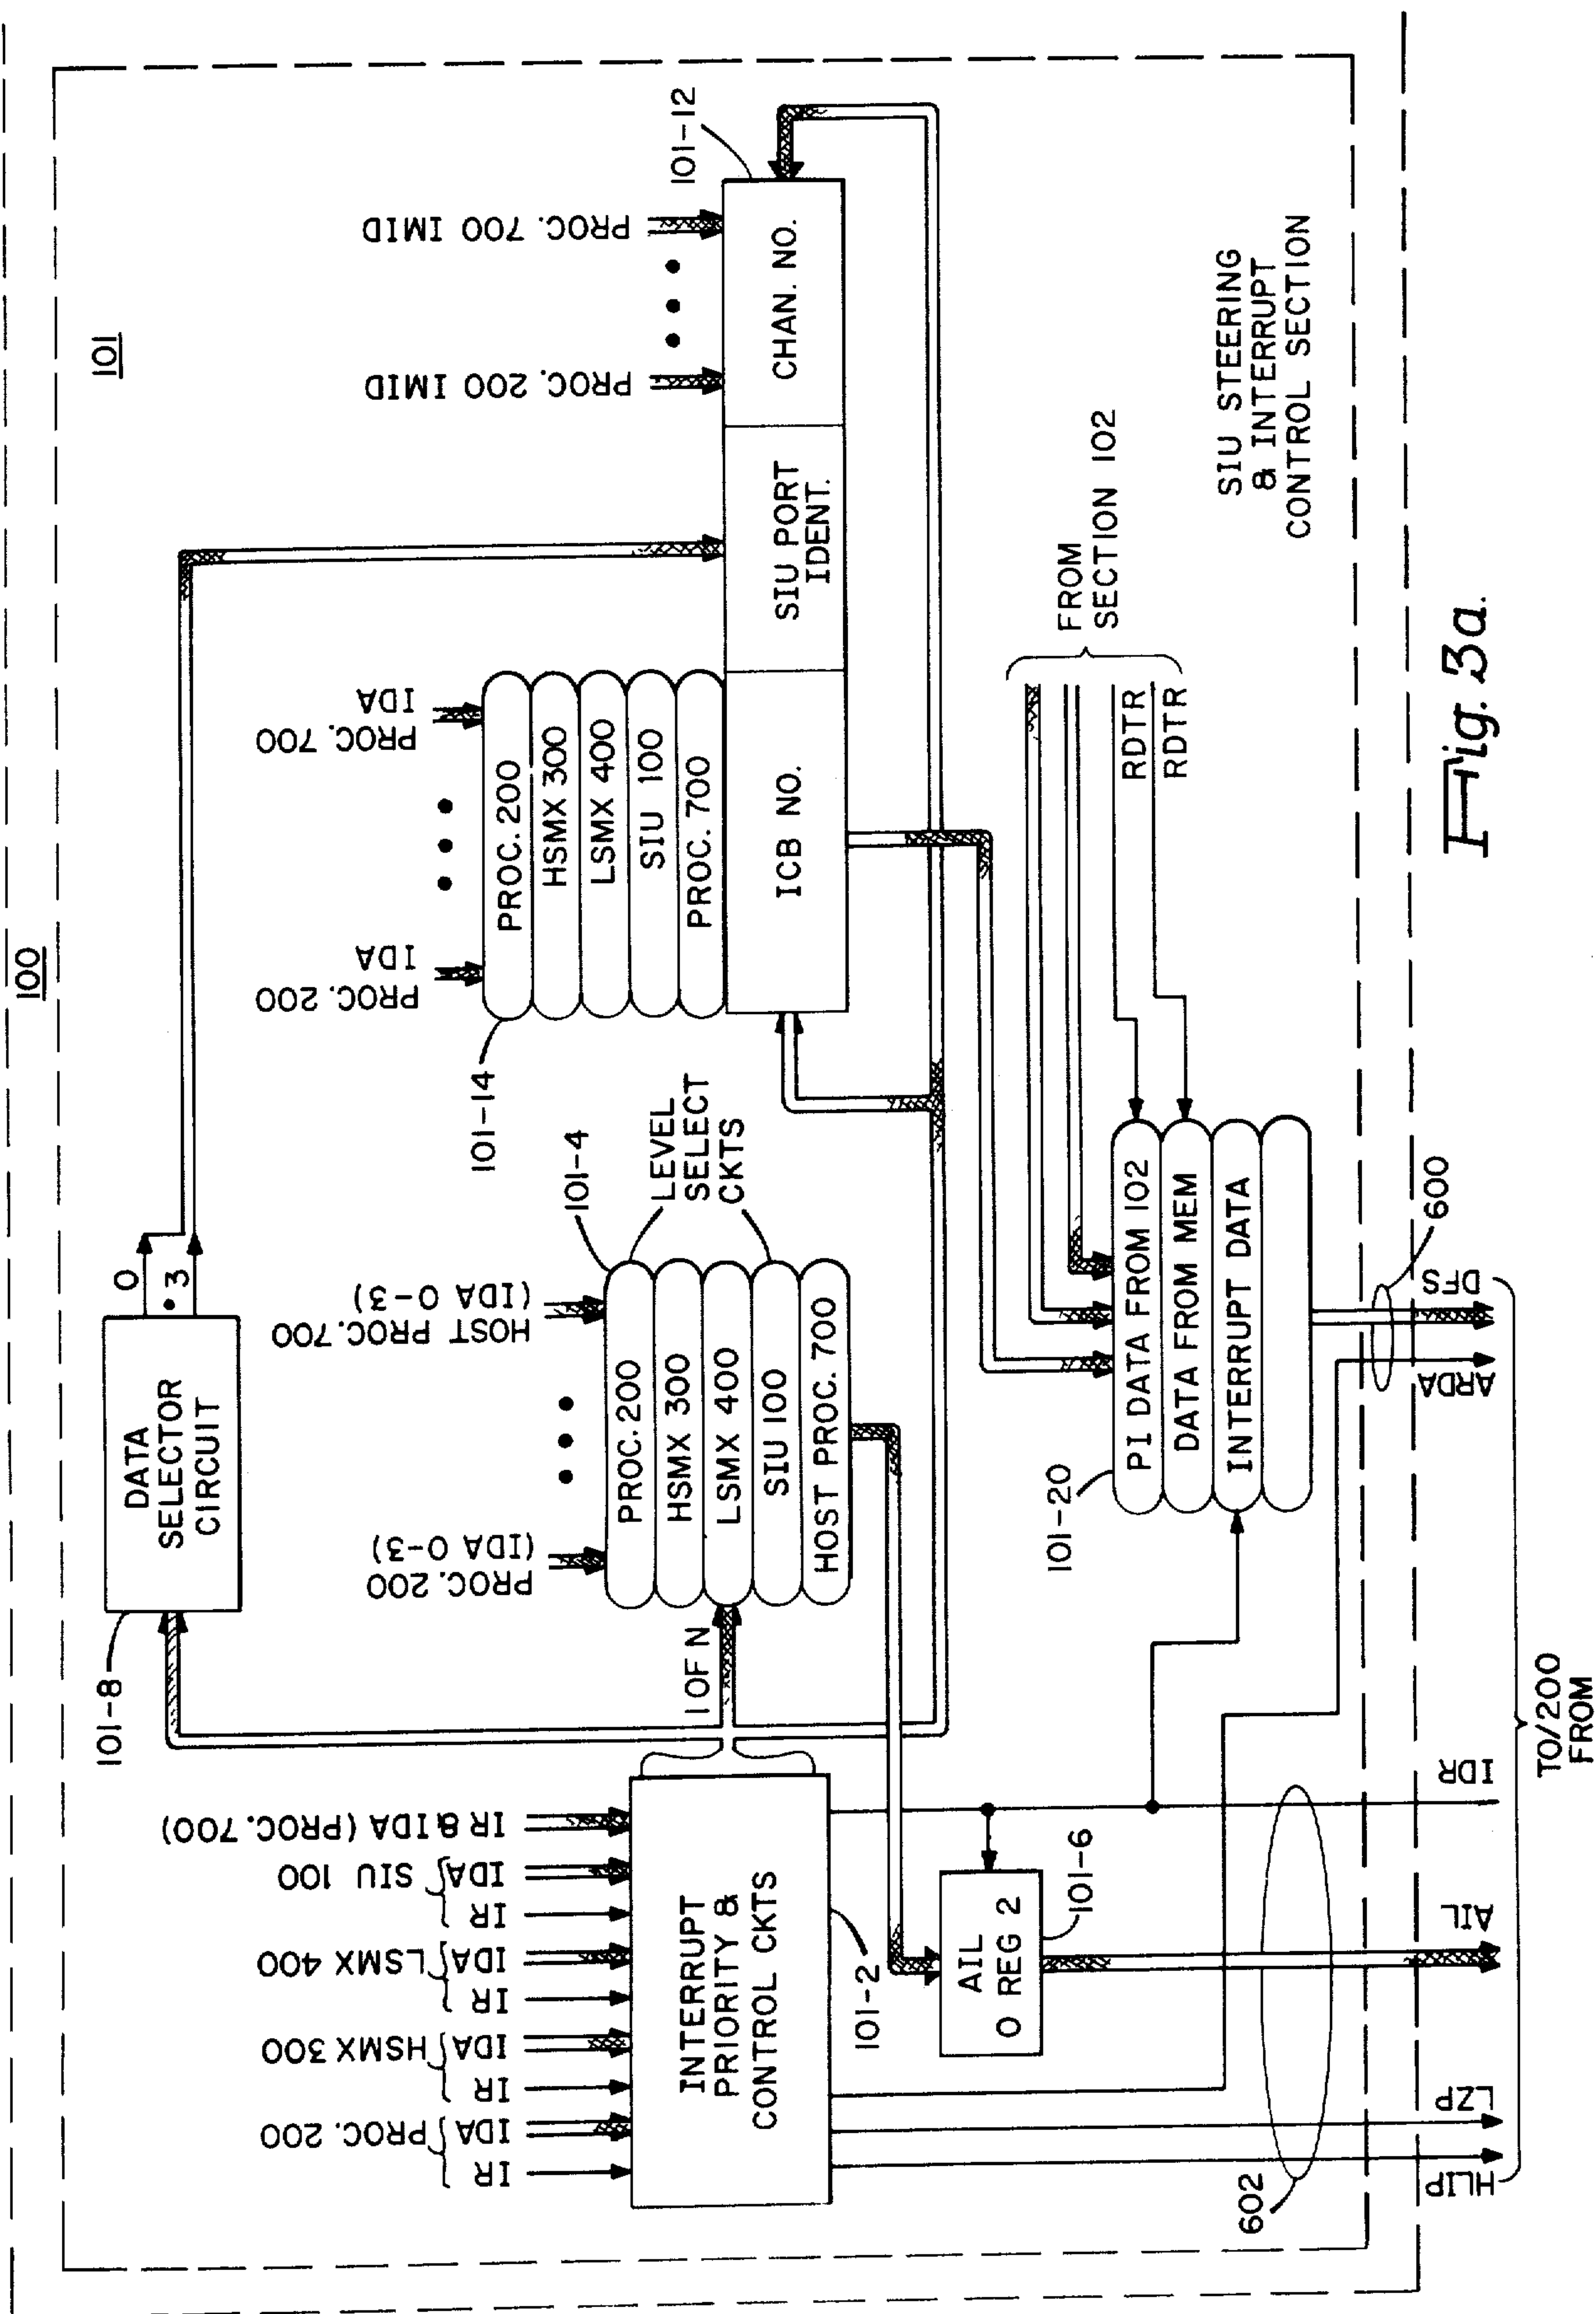 100
101
101-8
DATA
SELECTOR
CIRCUIT
0
3
PROC. 200
(IDA 0-3)
HOST PROC. 700
(IDA 0-3)
101-4
LEVEL
SELECT
CKTS
PROC. 200
HSMX 300
LSMX 400
SIU 100
HOST PROC. 700
1 OF N
PROC. 200
IDA
PROC. 700
IDA
101-14
PROC. 200
HSMX 300
LSMX 400
SIU 100
PROC. 700
PROC. 200 IMID
PROC. 700 IMID
101-12
ICB NO.
SIU PORT
IDENT.
CHAN. NO.
IR
IDA
PROC. 200
IR
IDA
HSMX 300
IR
IDA
LSMX 400
IR
IDA
SIU 100
IR & IDA (PROC. 700)
INTERRUPT
PRIORITY &
CONTROL CKTS
101-2
AIL
0 REG 2
101-6
101-20
PI DATA FROM 102
DATA FROM MEM
INTERRUPT DATA
RDTR
RDTR
FROM
SECTION 102
SIU STEERING
& INTERRUPT
CONTROL SECTION
602
600
HLIP
LZP
AIL
IDR
ARDA
DFS
TO/200
FROM
Fig. 3a.